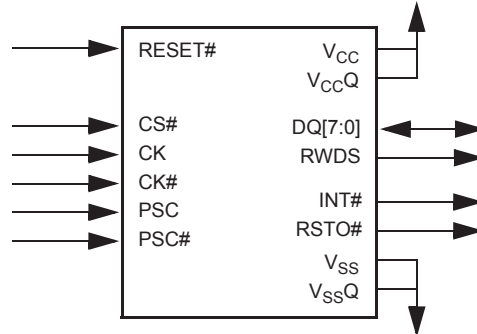 RESET#
CS#
CK
CK#
PSC
PSC#
VCC
VCCQ
DQ[7:0]
RWDS
INT#
RSTO#
VSS
VSSQ